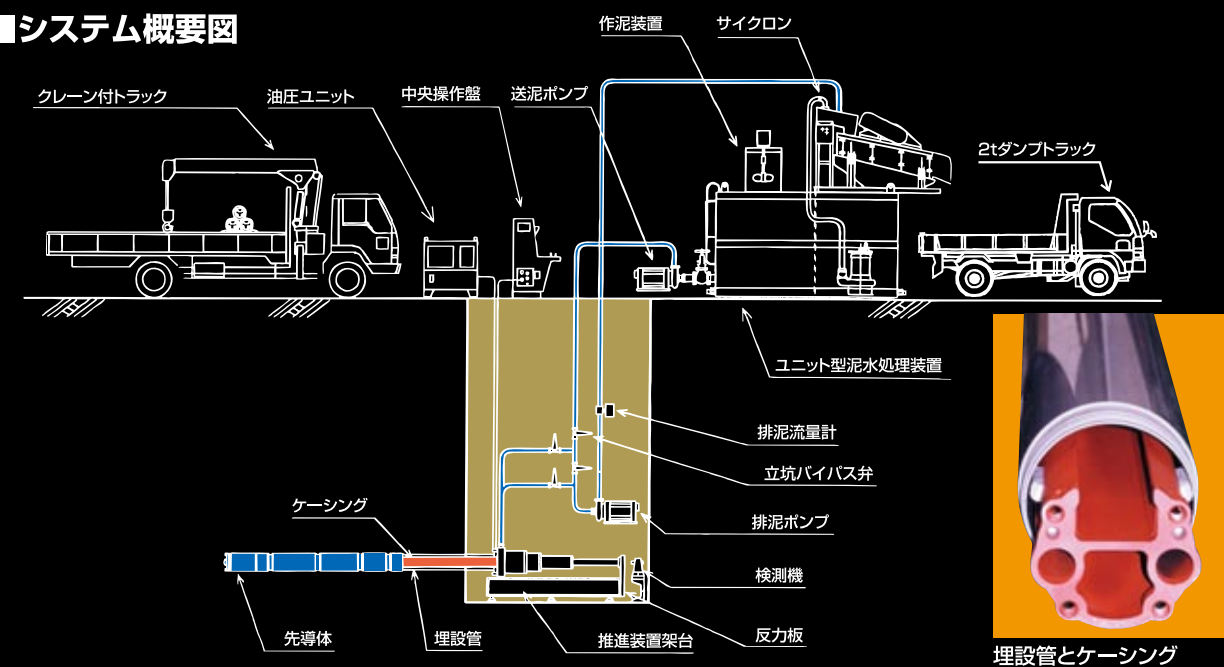 ■システム概要図
作泥装置
サイクロン
クレーン付トラック
油圧ユニット
中央操作盤
送泥ポンプ
2tダンプトラック
ユニット型泥水処理装置
排泥流量計
立坑バイパス弁
ケーシング
排泥ポンプ
検測機
先導体
埋設管
推進装置架台
反力板
埋設管とケーシング